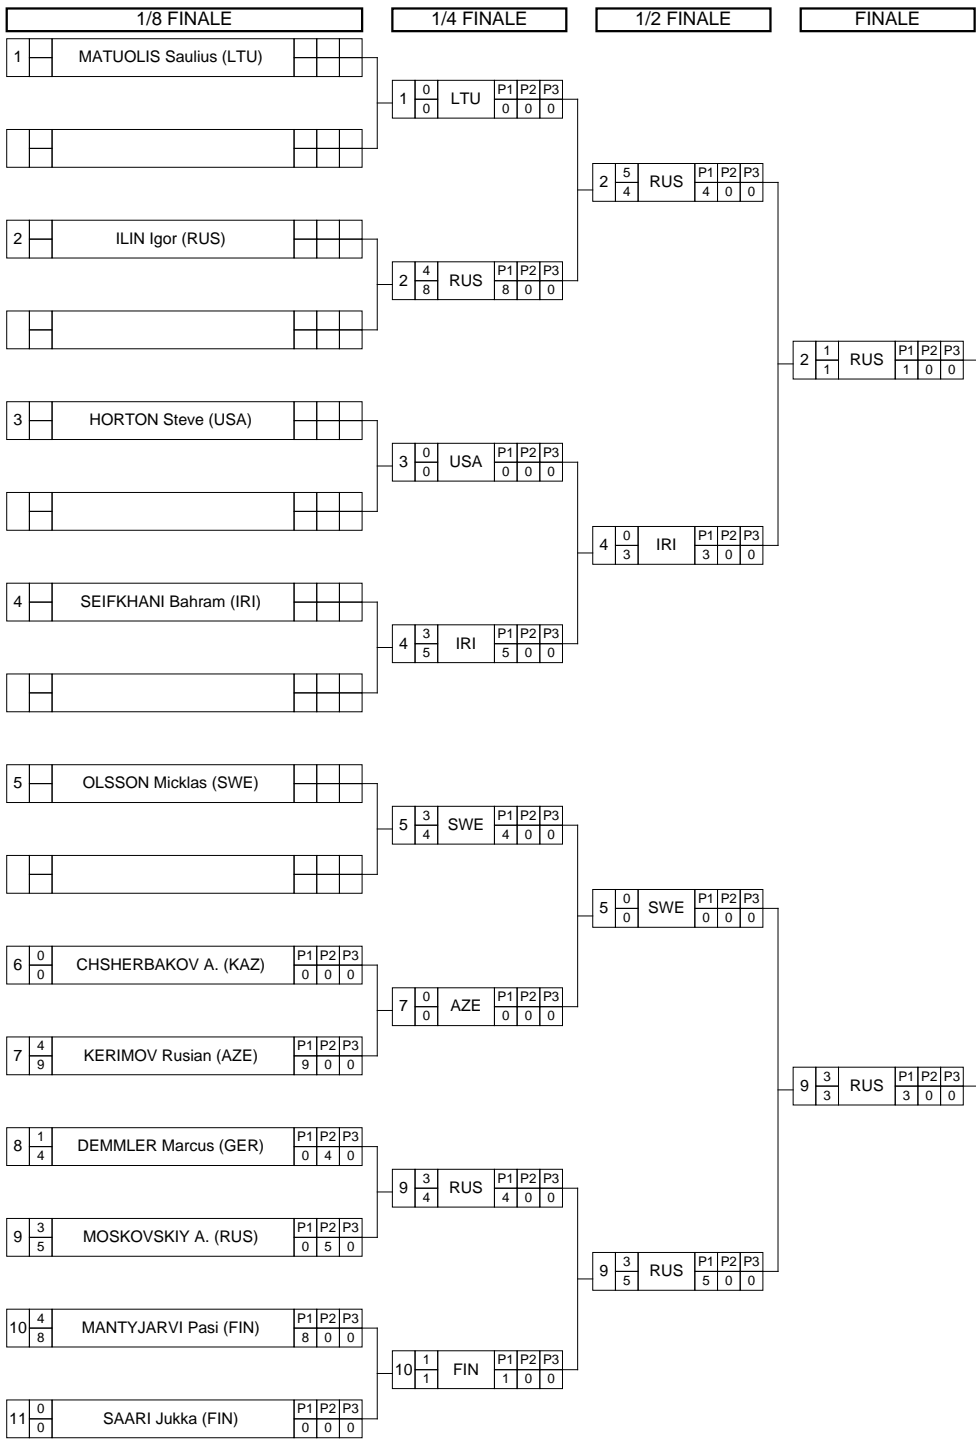 1/8 FINALE 1/4 FINALE 1/2 FINALE FINALE
1 MATUOLIS Saulius (LTU)
1 0 LTU P1 P2 P3
0 0 0 0
2 5 RUS P1 P2 P3
4 4 0 0
2 ILIN Igor (RUS)
2 4 RUS P1 P2 P3
8 8 0 0
2 1 RUS P1 P2 P3
1 1 0 0
3 HORTON Steve (USA)
3 0 USA P1 P2 P3
0 0 0 0
4 0 IRI P1 P2 P3
3 3 0 0
4 SEIFKHANI Bahram (IRI)
4 3 IRI P1 P2 P3
5 5 0 0
5 OLSSON Micklas (SWE)
5 3 SWE P1 P2 P3
4 4 0 0
5 0 SWE P1 P2 P3
0 0 0 0
6 0 CHSHERBAKOV A. (KAZ) P1 P2 P3
0 0 0 0
7 0 AZE P1 P2 P3
0 0 0 0
7 4 KERIMOV Rusian (AZE) P1 P2 P3
9 9 0 0
9 3 RUS P1 P2 P3
3 3 0 0
8 1 DEMMLER Marcus (GER) P1 P2 P3
4 0 4 0
9 3 RUS P1 P2 P3
4 4 0 0
9 3 MOSKOVSKIY A. (RUS) P1 P2 P3
5 0 5 0
9 3 RUS P1 P2 P3
5 5 0 0
10 4 MANTYJARVI Pasi (FIN) P1 P2 P3
8 8 0 0
10 1 FIN P1 P2 P3
1 1 0 0
11 0 SAARI Jukka (FIN) P1 P2 P3
0 0 0 0